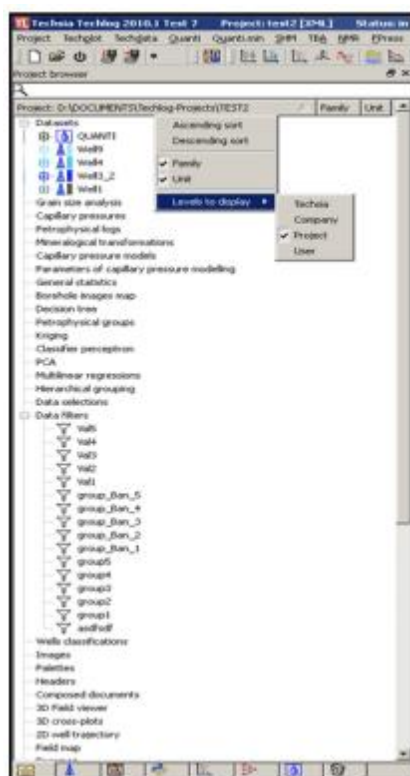 Techsia Techlog 2010.1 Test 7 Project: test2 [XML] Status: in
Project Techplot Techdata Quanti Quanti.min SHM TBA NMR EPress
Project browser
Project: D:\DOCUMENTS\Techlog-Projects\TEST2 Family Unit
Datasets
Ascending sort
QUANTI
Descending sort
Well5
Well4
Family
Well3_2
Unit
Well1
Levels to display
Techsia
Grain size analysis
Company
Capillary pressures
Project
Petrophysical logs
User
Mineralogical transformations
Capillary pressure models
Parameters of capillary pressure modelling
General statistics
Borehole images map
Decision tree
Petrophysical groups
Kriging
Classifier perceptron
PCA
Multilinear regressions
Hierarchical grouping
Data selections
Data filters
Val5
Val4
Val3
Val2
Val1
group_Ban_5
group_Ban_4
group_Ban_3
group_Ban_2
group_Ban_1
group5
group4
group3
group2
group1
asdfsdf
Wells classifications
Images
Palettes
Headers
Composed documents
3D Field viewer
3D cross-plots
2D well trajectory
Field map